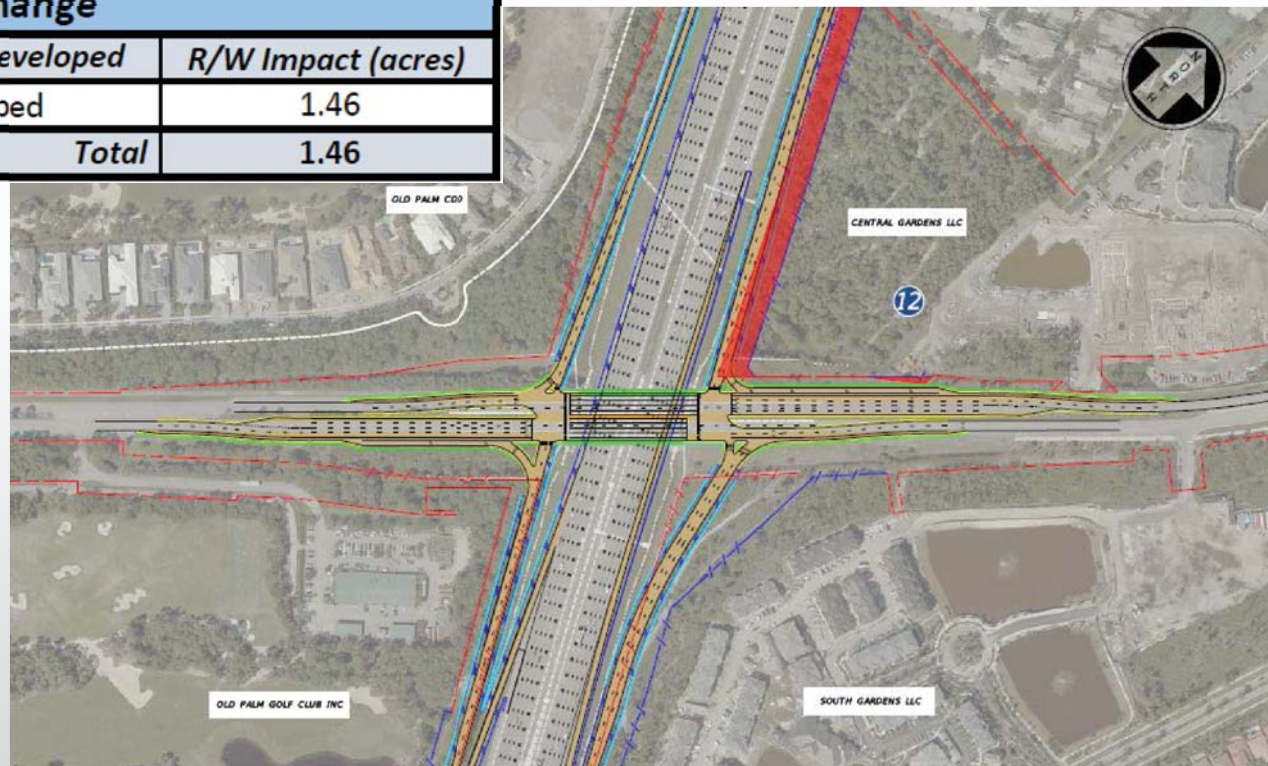 hange
eveloped R/W Impact (acres)
ped 1.46
Total 1.46
OLD PALM CDD
CENTRAL GARDENS LLC
12
NORTH
OLD PALM GOLF CLUB INC
SOUTH GARDENS LLC